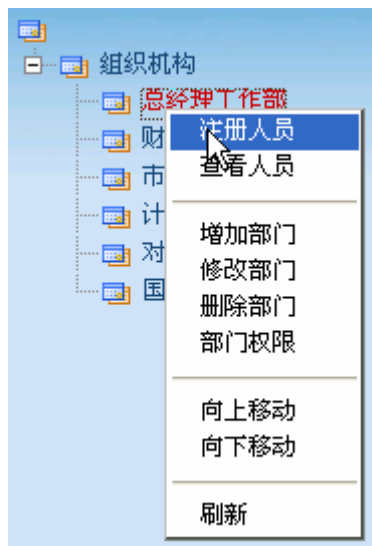 组织机构
总经理工作部
财
市
计
对
国
注册人员
查看人员
增加部门
修改部门
删除部门
部门权限
向上移动
向下移动
刷新